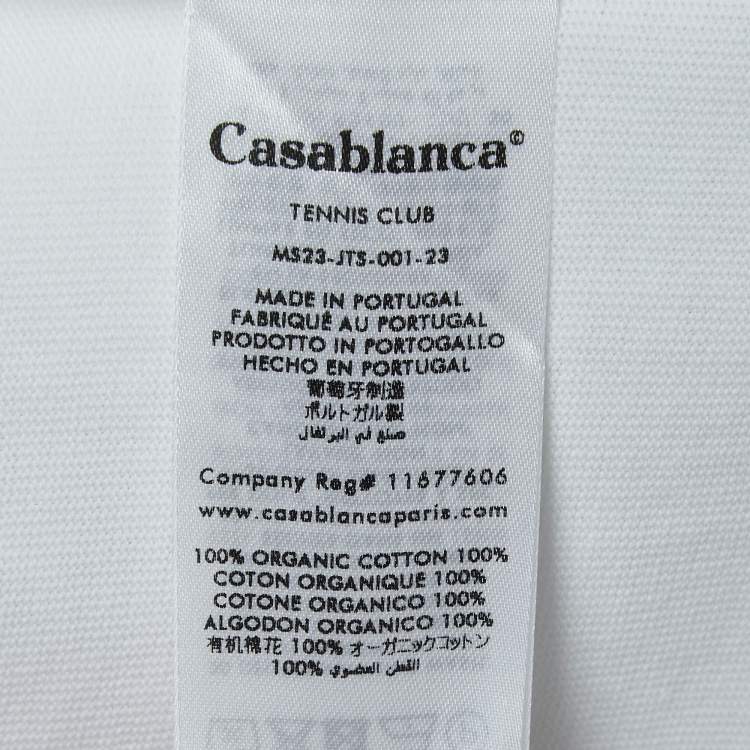 Casablanca©
TENNIS CLUB
MS23-JTS-001-23
MADE IN PORTUGAL
FABRIQUÉ AU PORTUGAL
PRODOTTO IN PORTOGALLO
HECHO EN PORTUGAL
葡萄牙制造
ポルトガル製
صنع في البرتغال
Company Reg# 11677606
www.casablancaparis.com
100% ORGANIC COTTON 100%
COTON ORGANIQUE 100%
COTONE ORGANICO 100%
ALGODON ORGANICO 100%
有机棉花 100% オーガニックコットン
100% القطن العضوي